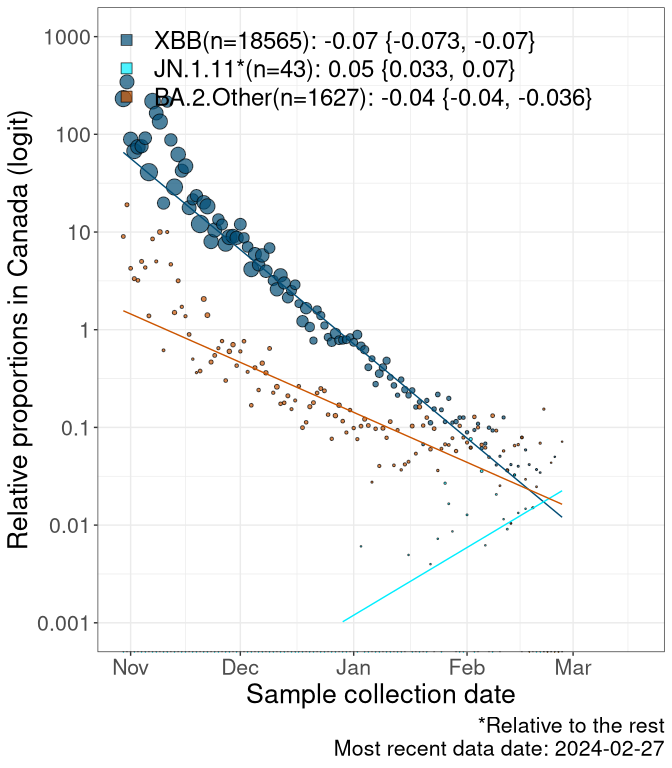 XBB(n=18565): -0.07 {-0.073, -0.07}
JN.1.11*(n=43): 0.05 {0.033, 0.07}
BA.2.Other(n=1627): -0.04 {-0.04, -0.036}
Relative proportions in Canada (logit)
1000
100
10
1
0.1
0.01
0.001
Nov Dec Jan Feb Mar
Sample collection date
*Relative to the rest
Most recent data date: 2024-02-27